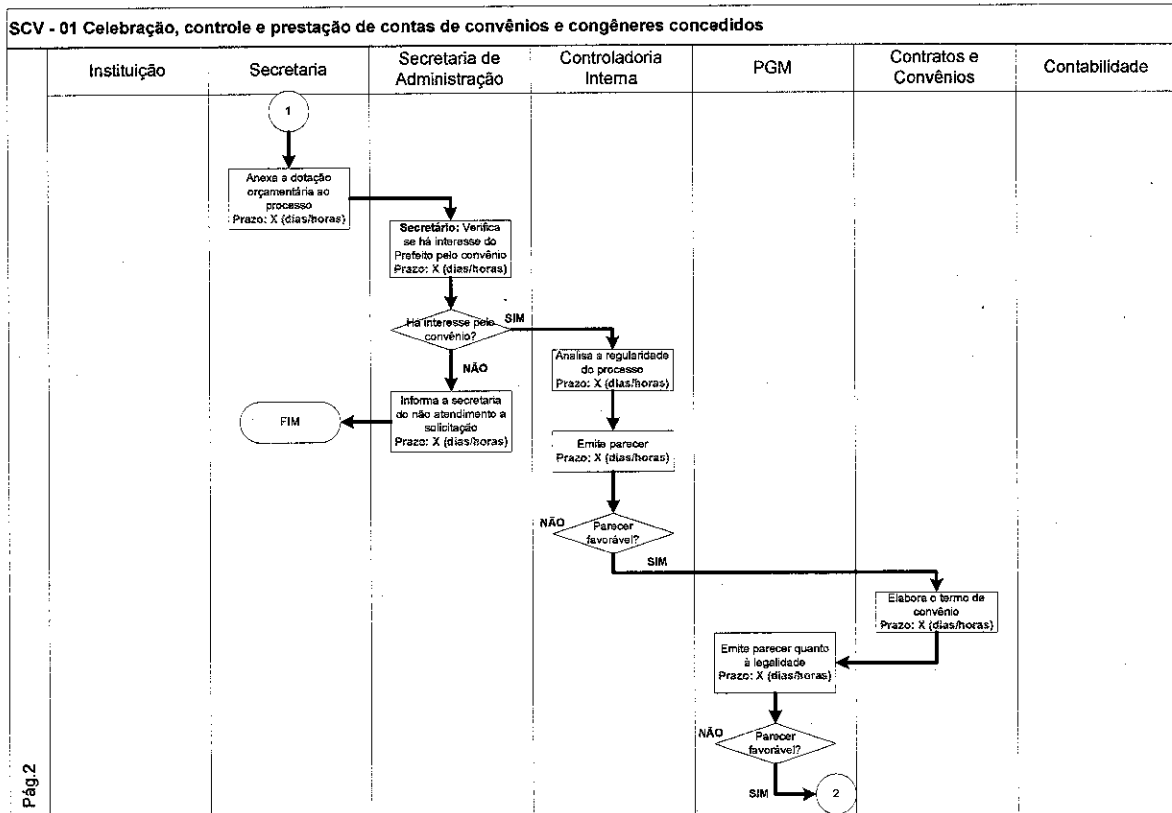 SCV - 01 Celebração, controle e prestação de contas de convênios e congêneres concedidos
Instituição
Secretaria
Secretaria de
Administração
Controladoria
Interna
PGM
Contratos e
Convênios
Contabilidade
1
Anexa a dotação
orçamentária ao
processo
Prazo: X (dias/horas)
Secretário: Verifica
se há interesse do
Prefeito pelo convênio
Prazo: X (dias/horas)
Há interesse pelo
convênio?
SIM
NÃO
Analisa a regularidade
do processo
Prazo: X (dias/horas)
Informa a secretaria
do não atendimento a
solicitação
Prazo: X (dias/horas)
FIM
Emite parecer
Prazo: X (dias/horas)
NÃO
Parecer
favorável?
SIM
Elabora o termo de
convênio
Prazo: X (dias/horas)
Emite parecer quanto
à legalidade
Prazo: X (dias/horas)
NÃO
Parecer
favorável?
SIM
2
Pág.2